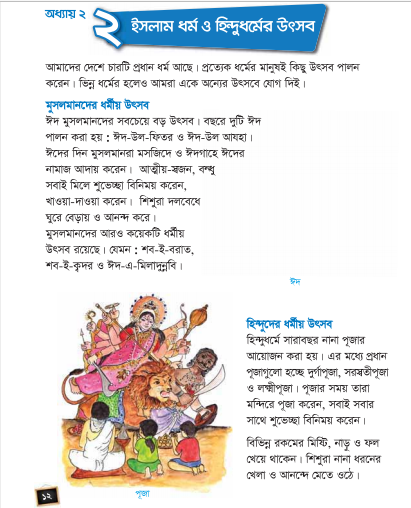 অধ্যায় ২
২ ইসলাম ধর্ম ও হিন্দুধর্মের উৎসব
আমাদের দেশে চারটি প্রধান ধর্ম আছে। প্রত্যেক ধর্মের মানুষই কিছু উৎসব পালন
করেন। ভিন্ন ধর্মের হলেও আমরা একে অন্যের উৎসবে যোগ দিই।
মুসলমানদের ধর্মীয় উৎসব
ঈদ মুসলমানদের সবচেয়ে বড় উৎসব। বছরে দুটি ঈদ
পালন করা হয় : ঈদ-উল-ফিতর ও ঈদ-উল আযহা।
ঈদের দিন মুসলমানরা মসজিদে ও ঈদগাহে ঈদের
নামাজ আদায় করেন। আত্মীয়-স্বজন, বন্ধু
সবাই মিলে শুভেচ্ছা বিনিময় করেন,
খাওয়া-দাওয়া করেন। শিশুরা দলবেধে
ঘুরে বেড়ায় ও আনন্দ করে।
মুসলমানদের আরও কয়েকটি ধর্মীয়
উৎসব রয়েছে। যেমন : শব-ই-বরাত,
শব-ই-ক্বদর ও ঈদ-এ-মিলাদুন্নবি।
ঈদ
হিন্দুদের ধর্মীয় উৎসব
হিন্দুধর্মে সারাবছর নানা পূজার
আয়োজন করা হয়। এর মধ্যে প্রধান
পূজাগুলো হচ্ছে দুর্গাপূজা, সরস্বতীপূজা
ও লক্ষ্মীপূজা। পূজার সময় তারা
মন্দিরে পূজা করেন, সবাই সবার
সাথে শুভেচ্ছা বিনিময় করেন।
বিভিন্ন রকমের মিষ্টি, নাড়ু ও ফল
খেয়ে থাকেন। শিশুরা নানা ধরনের
খেলা ও আনন্দে মেতে ওঠে।
পূজা
১২